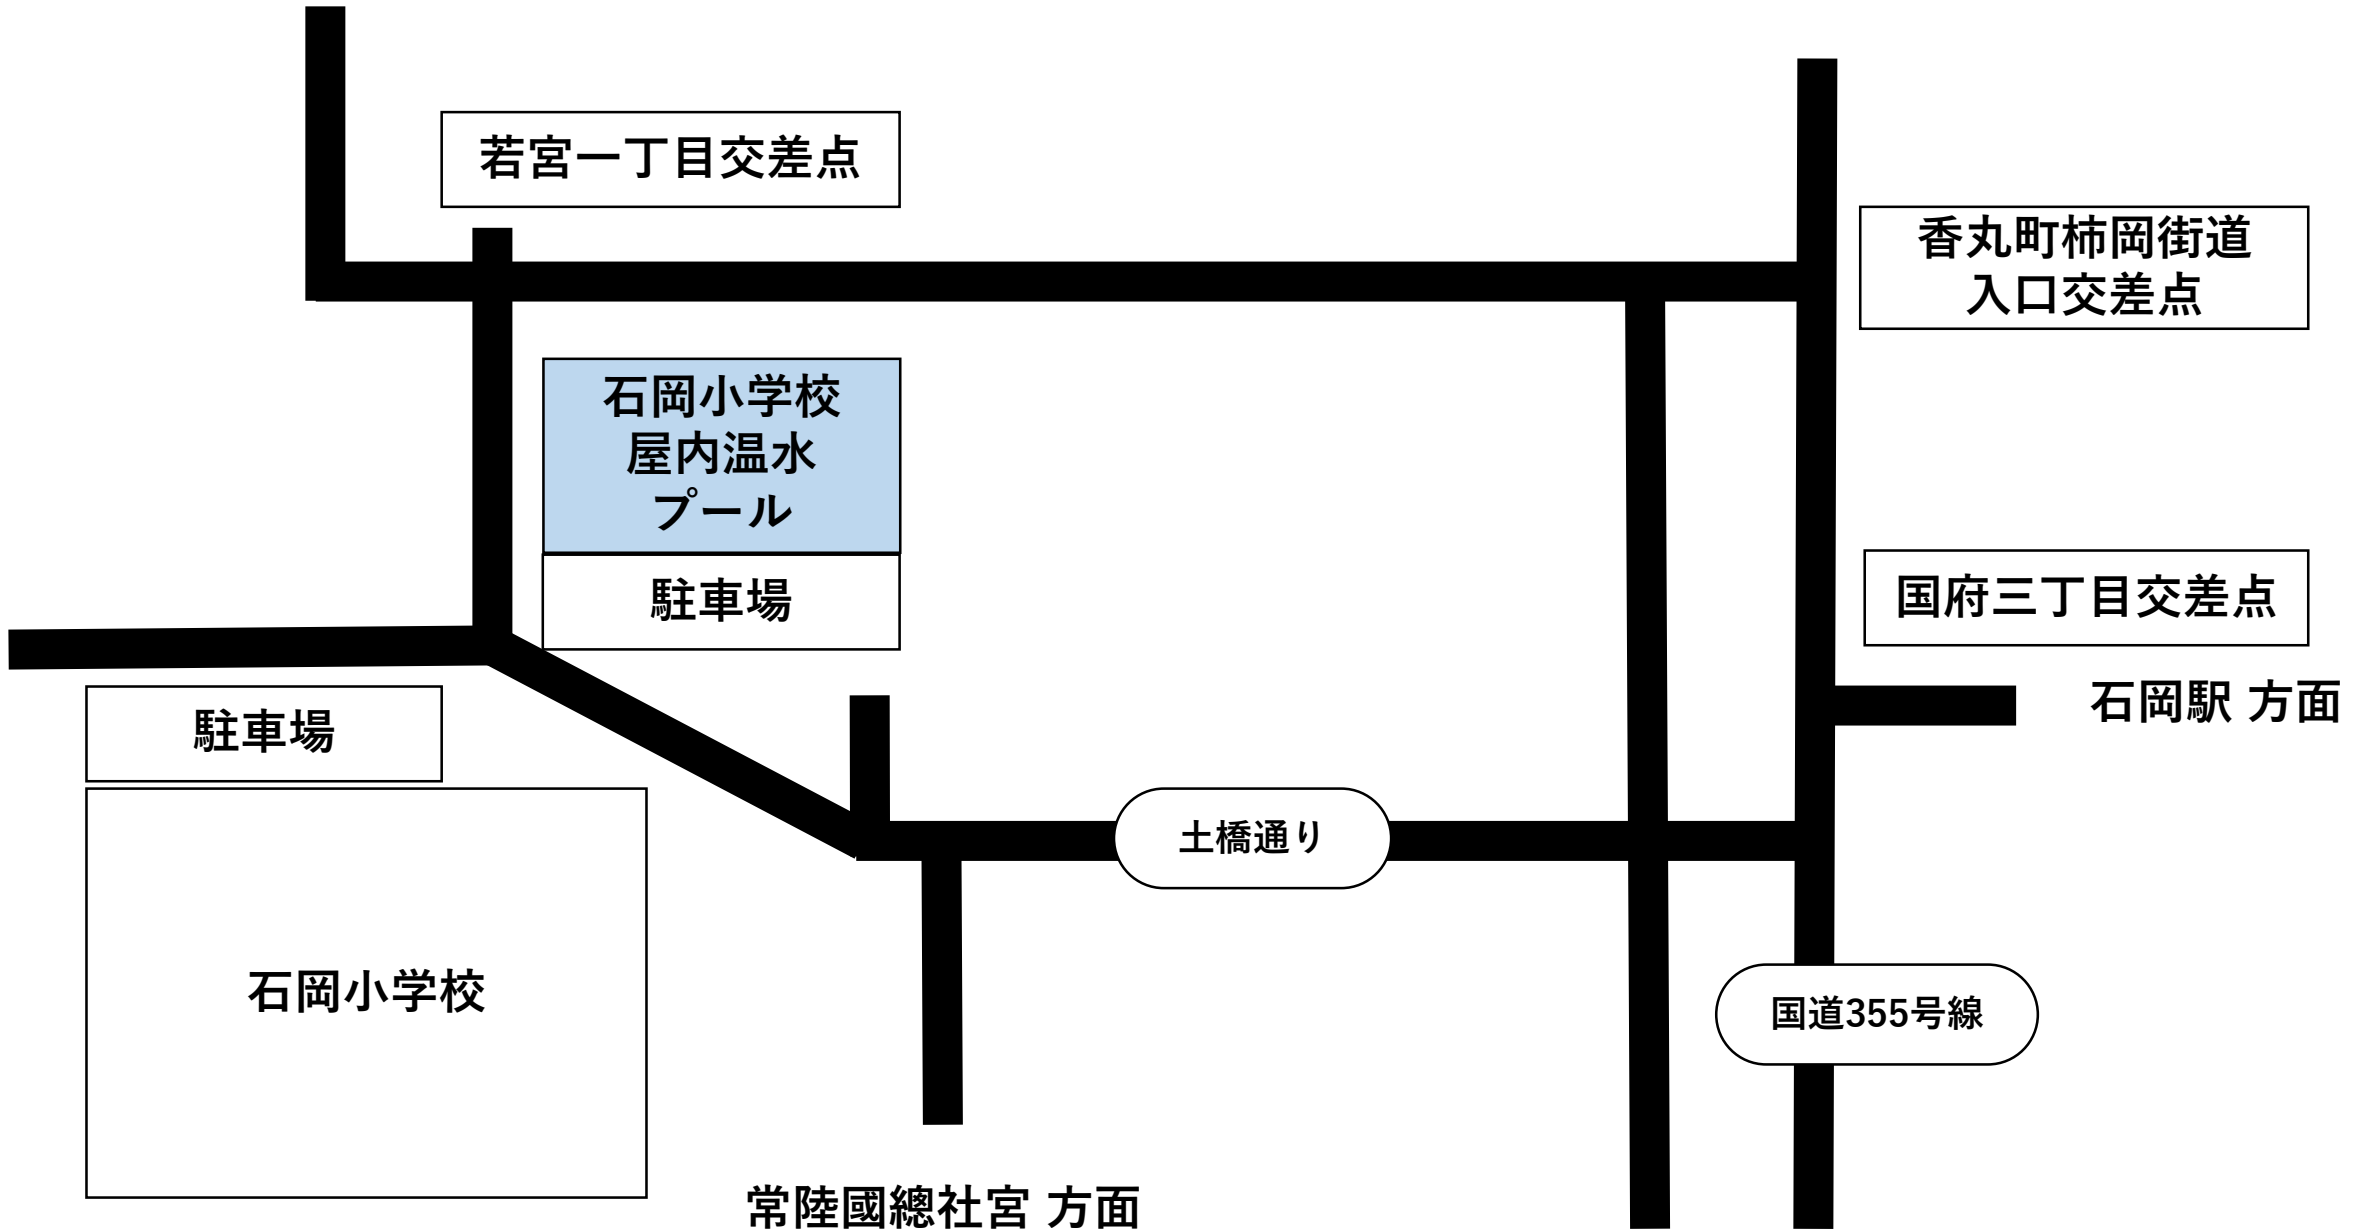 若宮一丁目交差点
香丸町柿岡街道
入口交差点
石岡小学校
屋内温水
プール
駐車場
国府三丁目交差点
石岡駅 方面
駐車場
土橋通り
石岡小学校
国道355号線
常陸國總社宮 方面